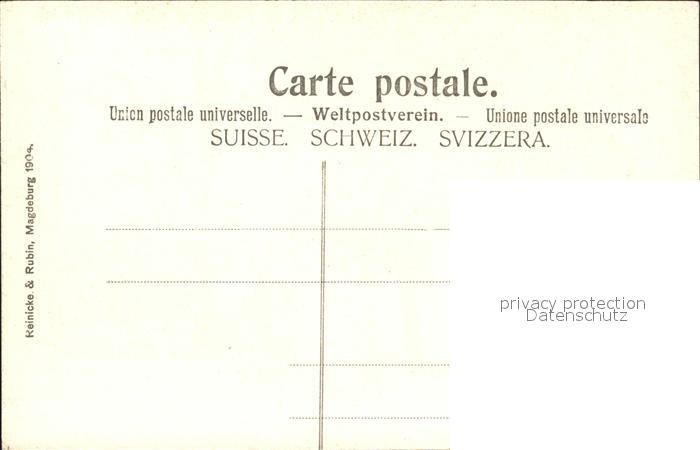 Carte postale.
Union postale universelle. — Weltpostverein. — Unione postale universale
SUISSE. SCHWEIZ. SVIZZERA.
Reinicke & Rubin, Magdeburg 1904.
privacy protection
Datenschutz